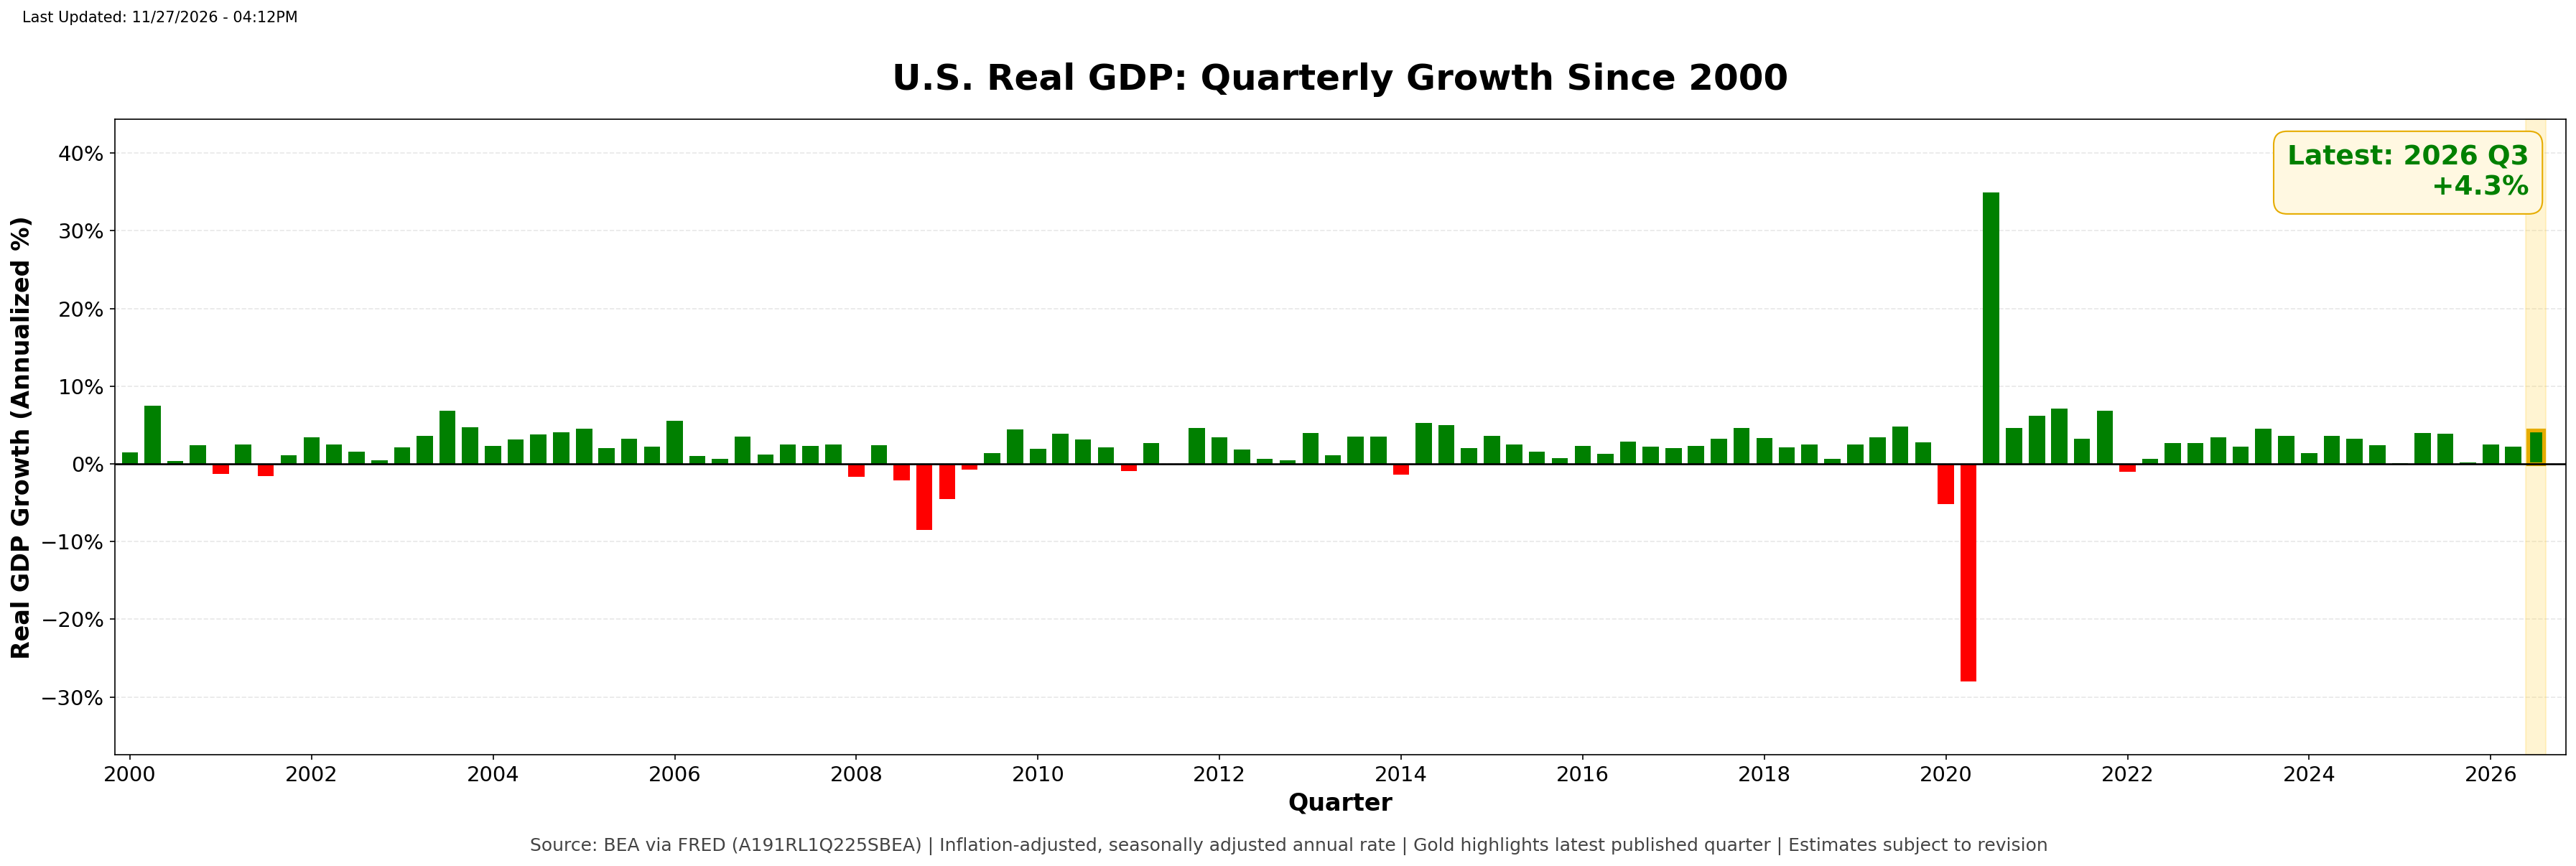 Last Updated: 11/27/2026 - 04:12PM
U.S. Real GDP: Quarterly Growth Since 2000
Latest: 2026 Q3
+4.3%
Real GDP Growth (Annualized %)
40%
30%
20%
10%
0%
−10%
−20%
−30%
2000 2002 2004 2006 2008 2010 2012 2014 2016 2018 2020 2022 2024 2026
Quarter
Source: BEA via FRED (A191RL1Q225SBEA) | Inflation-adjusted, seasonally adjusted annual rate | Gold highlights latest published quarter | Estimates subject to revision